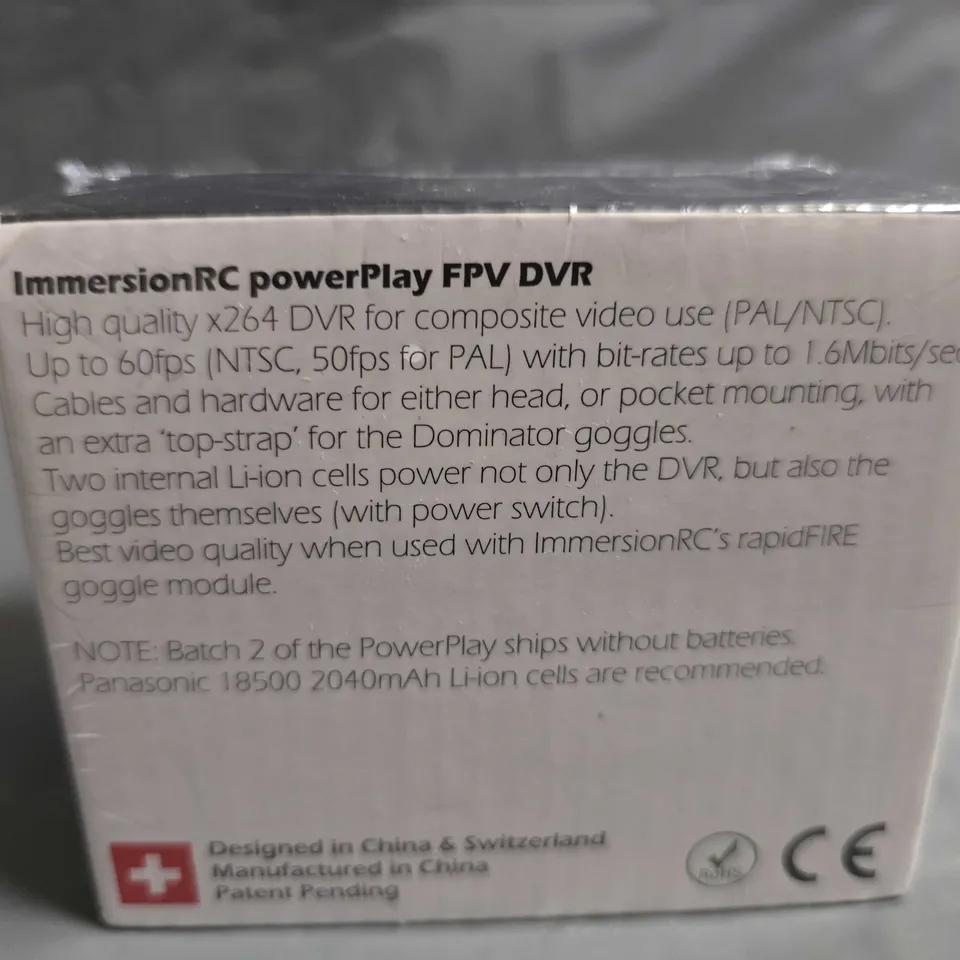 ImmersionRC powerPlay FPV DVR
High quality x264 DVR for composite video use (PAL/NTSC).
Up to 60fps (NTSC, 50fps for PAL) with bit-rates up to 1.6Mbits/sec
Cables and hardware for either head, or pocket mounting, with
an extra 'top-strap' for the Dominator goggles.
Two internal Li-ion cells power not only the DVR, but also the
goggles themselves (with power switch).
Best video quality when used with ImmersionRC's rapidFIRE
goggle module.
NOTE: Batch 2 of the PowerPlay ships without batteries.
Panasonic 18500 2040mAh Li-ion cells are recommended.
Designed in China & Switzerland
Manufactured in China
Patent Pending
RoHS
CE